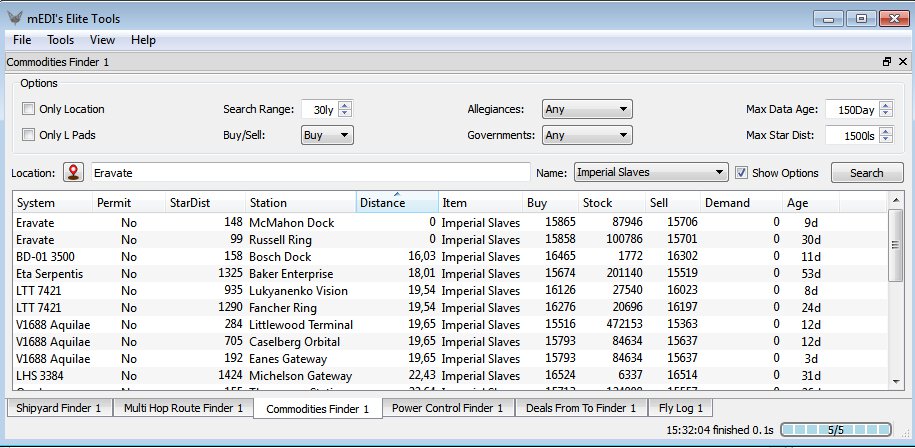 mEDI's Elite Tools
File Tools View Help
Commodities Finder 1
Options
Only Location Search Range: 30ly Allegiances: Any Max Data Age: 150Day
Only L Pads Buy/Sell: Buy Governments: Any Max Star Dist: 1500ls
Location: Eravate Name: Imperial Slaves Show Options Search
System Permit StarDist Station Distance Item Buy Stock Sell Demand Age
Eravate No 148 McMahon Dock 0 Imperial Slaves 15865 87946 15706 0 9d
Eravate No 99 Russell Ring 0 Imperial Slaves 15858 100786 15701 0 30d
BD-01 3500 No 158 Bosch Dock 16,03 Imperial Slaves 16465 1772 16302 0 11d
Eta Serpentis No 1325 Baker Enterprise 18,01 Imperial Slaves 15674 201140 15519 0 53d
LTT 7421 No 935 Lukyanenko Vision 19,54 Imperial Slaves 16126 27540 16023 0 8d
LTT 7421 No 1290 Fancher Ring 19,54 Imperial Slaves 16276 20696 16197 0 24d
V1688 Aquilae No 284 Littlewood Terminal 19,65 Imperial Slaves 15516 472153 15363 0 12d
V1688 Aquilae No 705 Caselberg Orbital 19,65 Imperial Slaves 15793 84634 15637 0 12d
V1688 Aquilae No 192 Eanes Gateway 19,65 Imperial Slaves 15793 84634 15637 0 3d
LHS 3384 No 1424 Michelson Gateway 22,43 Imperial Slaves 16524 6337 16514 0 31d
Shipyard Finder 1 Multi Hop Route Finder 1 Commodities Finder 1 Power Control Finder 1 Deals From To Finder 1 Fly Log 1
15:32:04 finished 0.1s 5/5